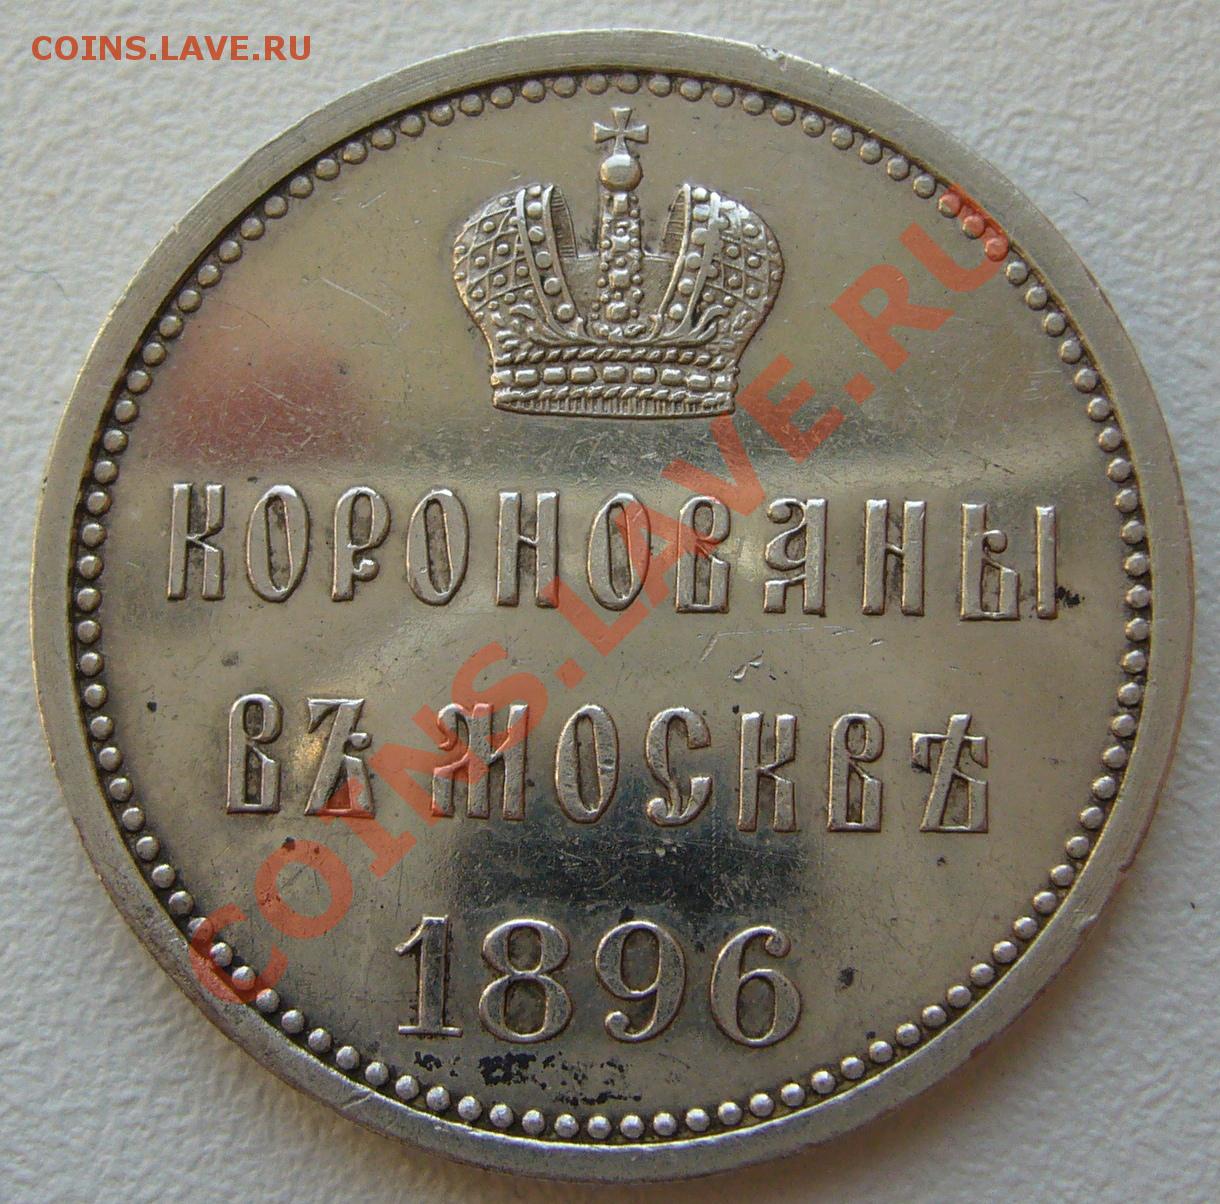 COINS.LAVE.RU
КОРОНОВАНЫ
ВЪ МОСКВѢ
1896
COINS.LAVE.RU